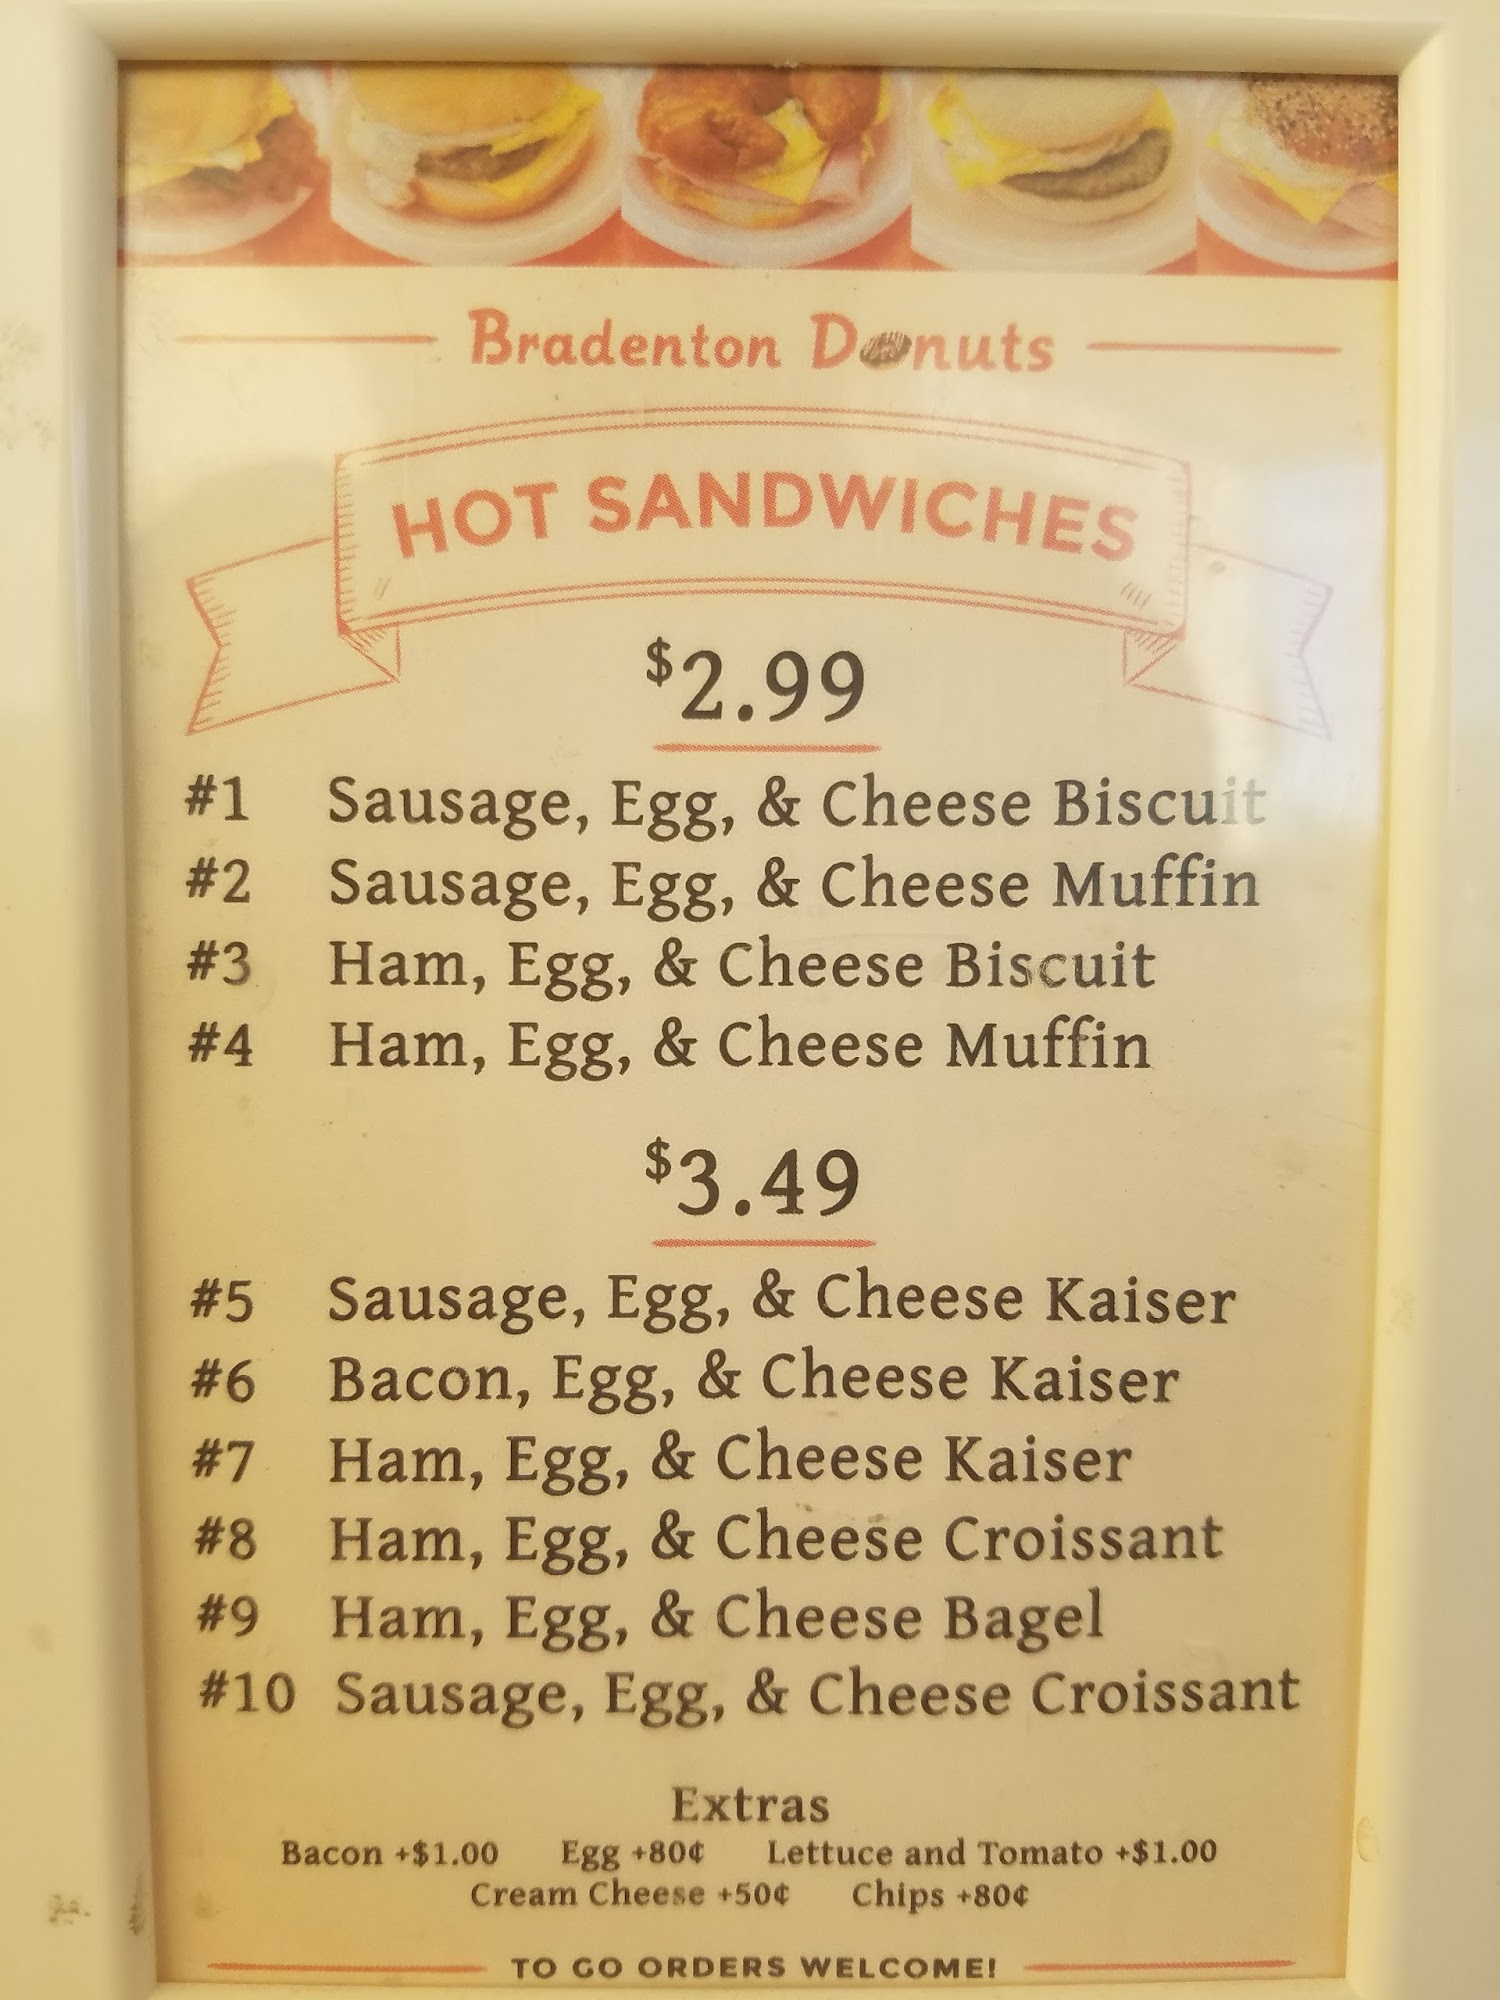 Bradenton Donuts
HOT SANDWICHES
$2.99
#1 Sausage, Egg, & Cheese Biscuit
#2 Sausage, Egg, & Cheese Muffin
#3 Ham, Egg, & Cheese Biscuit
#4 Ham, Egg, & Cheese Muffin
$3.49
#5 Sausage, Egg, & Cheese Kaiser
#6 Bacon, Egg, & Cheese Kaiser
#7 Ham, Egg, & Cheese Kaiser
#8 Ham, Egg, & Cheese Croissant
#9 Ham, Egg, & Cheese Bagel
#10 Sausage, Egg, & Cheese Croissant
Extras
Bacon +$1.00 Egg +80¢ Lettuce and Tomato +$1.00
Cream Cheese +50¢ Chips +80¢
TO GO ORDERS WELCOME!